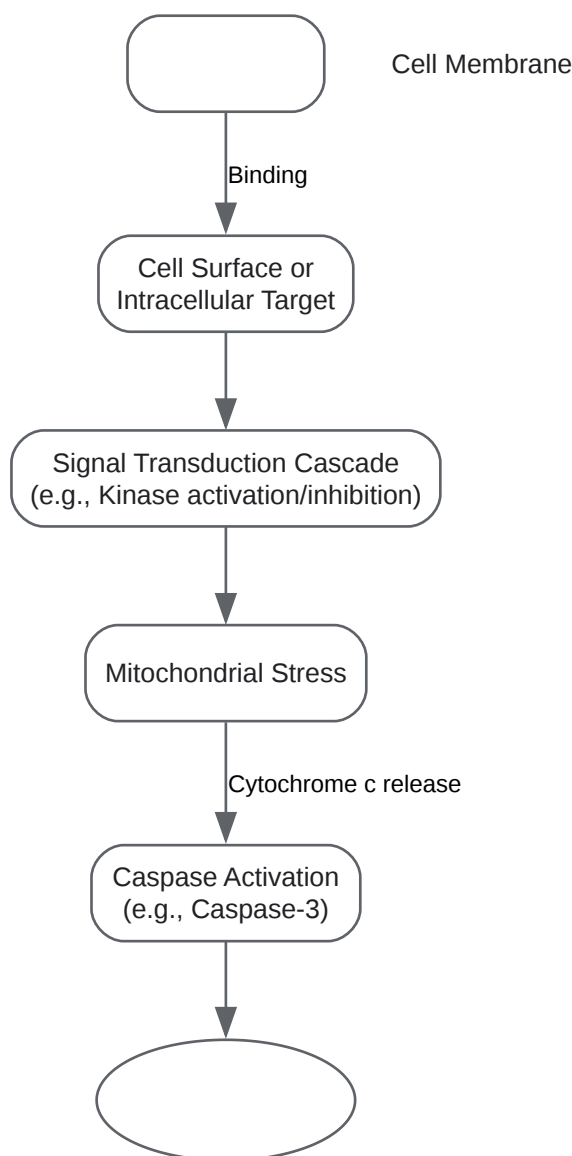 Cell Membrane
Binding
Cell Surface or
Intracellular Target
Signal Transduction Cascade
(e.g., Kinase activation/inhibition)
Mitochondrial Stress
Cytochrome c release
Caspase Activation
(e.g., Caspase-3)